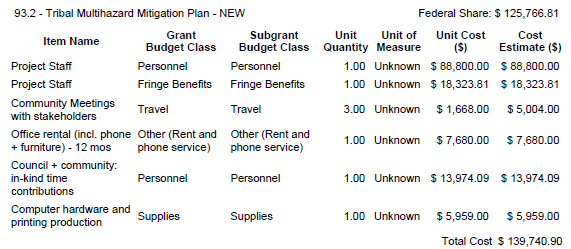 93.2 - Tribal Multihazard Mitigation Plan - NEW Federal Share: $ 125,766.81
Item Name Grant Budget Class Subgrant Budget Class Unit Quantity Unit of Measure Unit Cost ($) Cost Estimate ($)
Project Staff Personnel Personnel 1.00 Unknown $ 88,800.00 $ 88,800.00
Project Staff Fringe Benefits Fringe Benefits 1.00 Unknown $ 18,323.81 $ 18,323.81
Community Meetings
with stakeholders Travel Travel 3.00 Unknown $ 1,668.00 $ 5,004.00
Office rental (incl. phone Other (Rent and Other (Rent and
+ furniture) - 12 mos phone service) phone service) 1.00 Unknown $ 7,680.00 $ 7,680.00
Council + community:
in-kind time Personnel Personnel 1.00 Unknown $ 13,974.09 $ 13,974.09
contributions
Computer hardware and
printing production Supplies Supplies 1.00 Unknown $ 5,959.00 $ 5,959.00
Total Cost $ 139,740.90